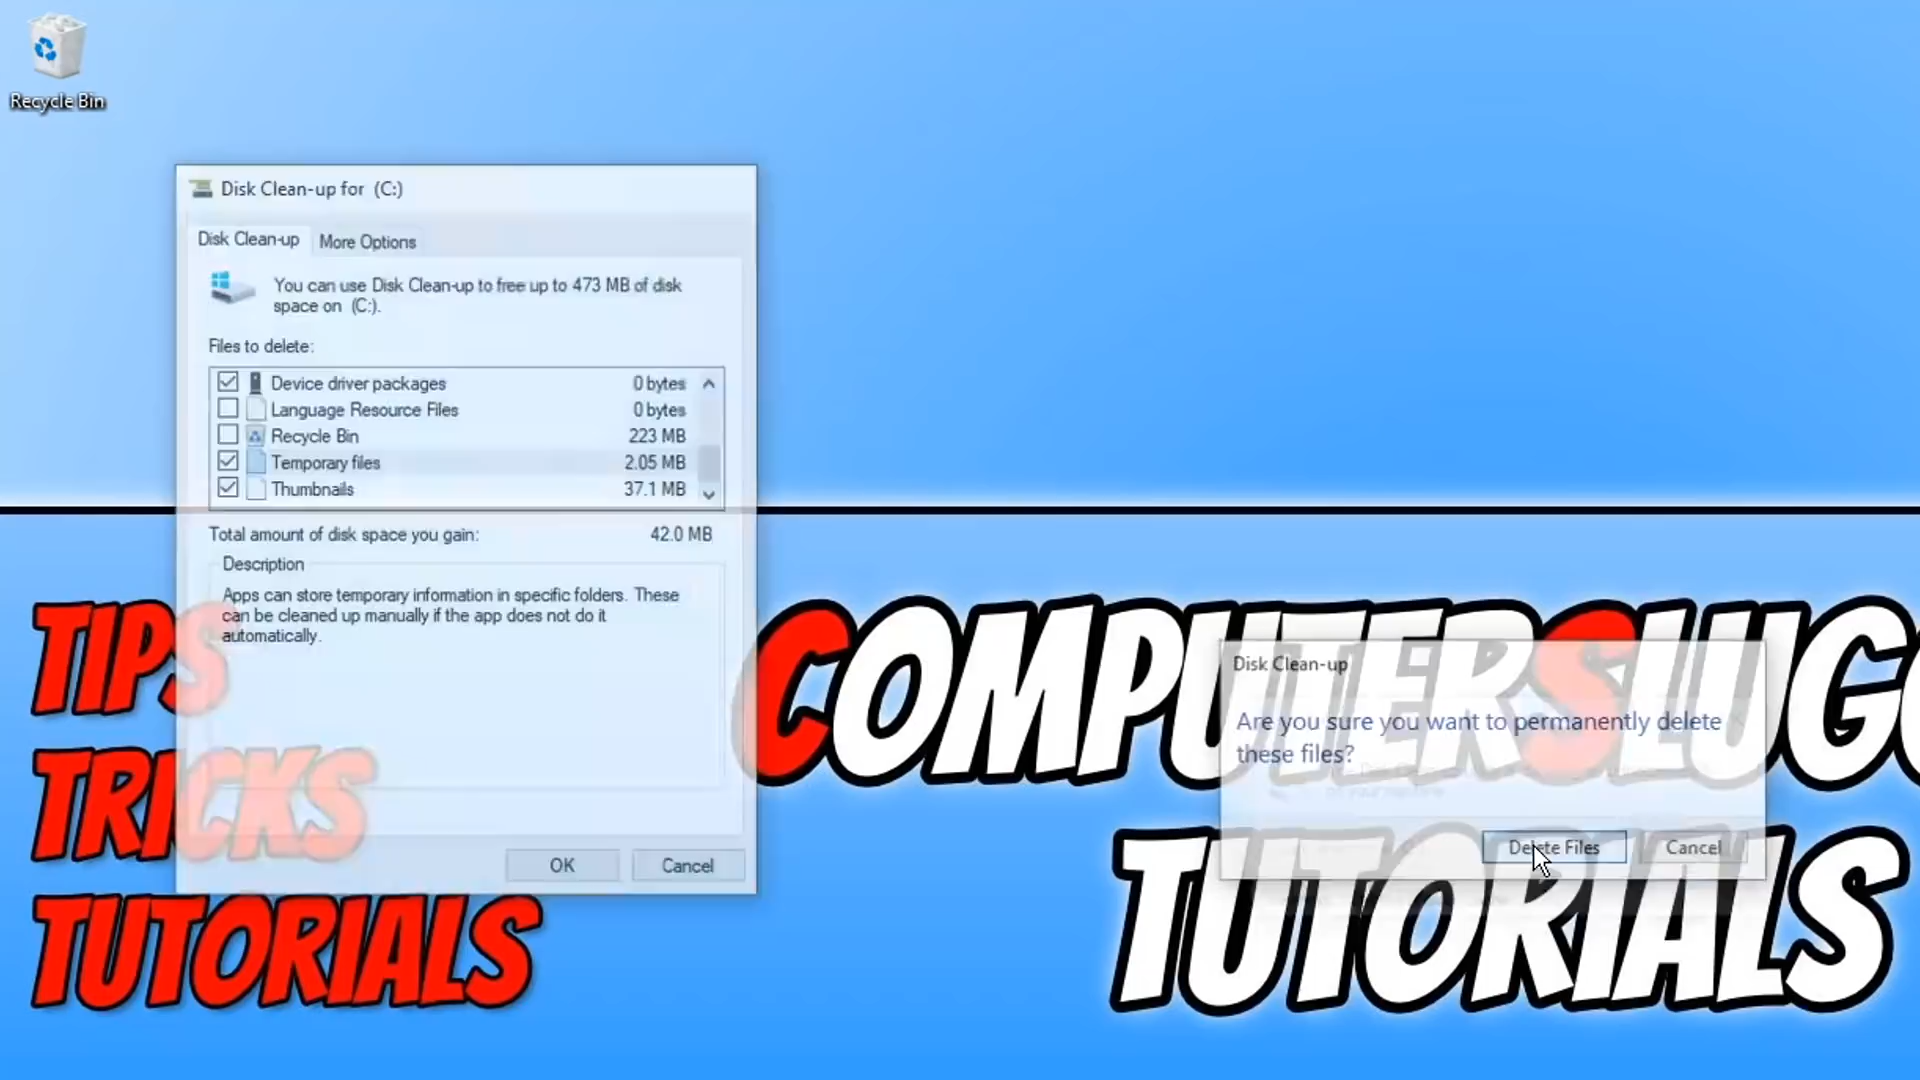 Recycle Bin
Disk Clean-up for (C:)
Disk Clean-up
More Options
You can use Disk Clean-up to free up to 473 MB of disk
space on (C:).
Files to delete:
Device driver packages 0 bytes
Language Resource Files 0 bytes
Recycle Bin 223 MB
Temporary files 2.05 MB
Thumbnails 37.1 MB
Total amount of disk space you gain: 42.0 MB
Description
Apps can store temporary information in specific folders. These
can be cleaned up manually if the app does not do it
automatically.
OK
Cancel
TIPS
TRICKS
TUTORIALS
COMPUTERSLUGG
TUTORIALS
Disk Clean-up
Are you sure you want to permanently delete
these files?
Delete Files
Cancel